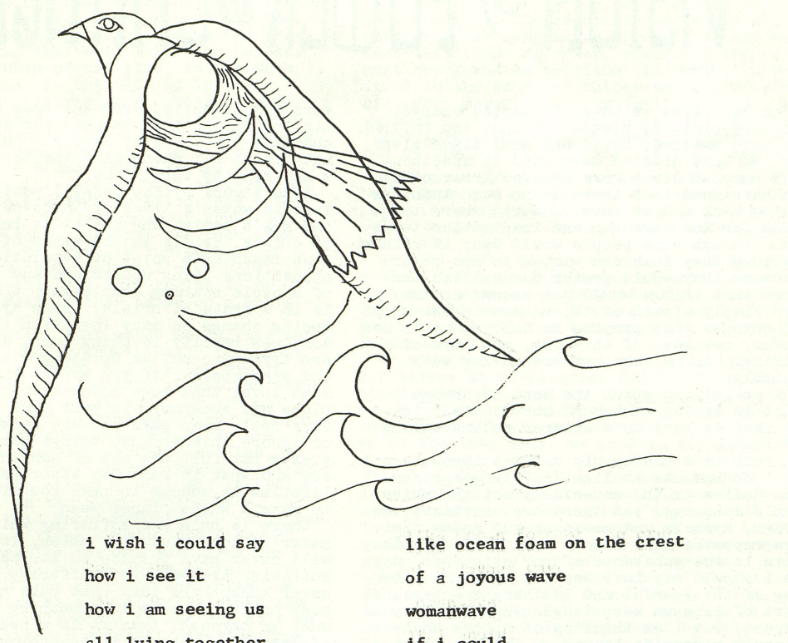 i wish i could say
how i see it
how i am seeing us
all lying together
like ocean foam on the crest
of a joyous wave
womanwave
if i could